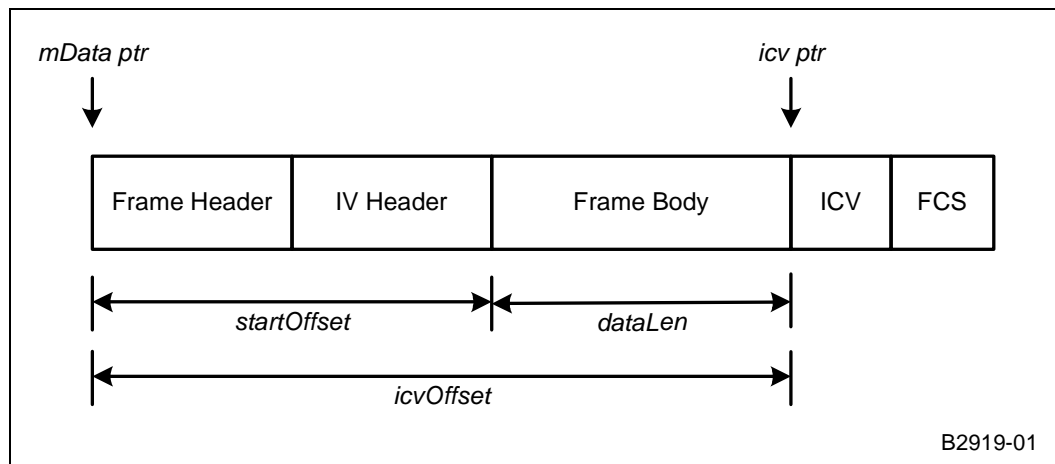 mData ptr
icv ptr
Frame Header
IV Header
Frame Body
ICV
FCS
startOffset
dataLen
icvOffset
B2919-01